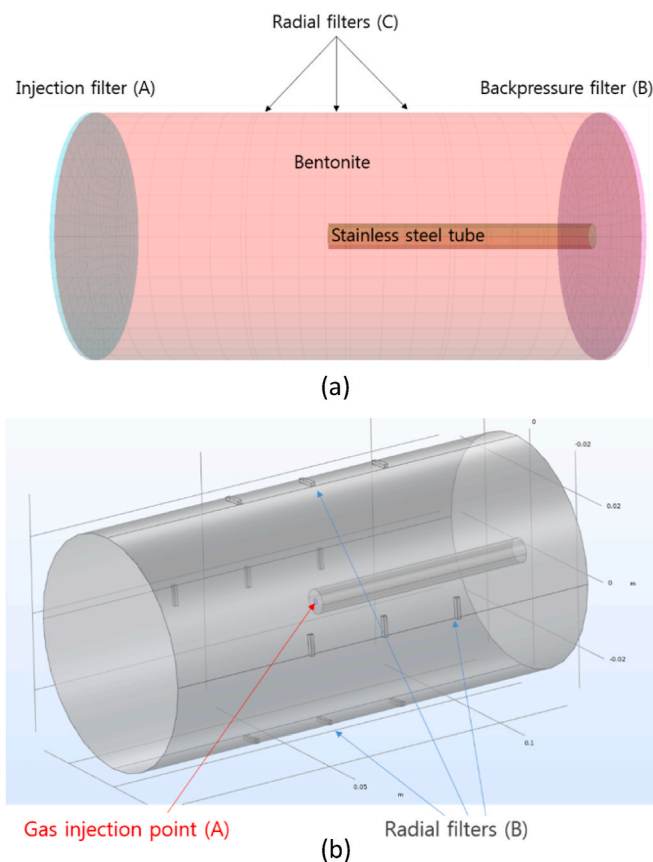 Radial filters (C)
Injection filter (A)
Backpressure filter (B)
Bentonite
Stainless steel tube
(a)
0
-0.02
0.02
0
m
-0.02
0.1
0.05
m
Gas injection point (A)
Radial filters (B)
(b)